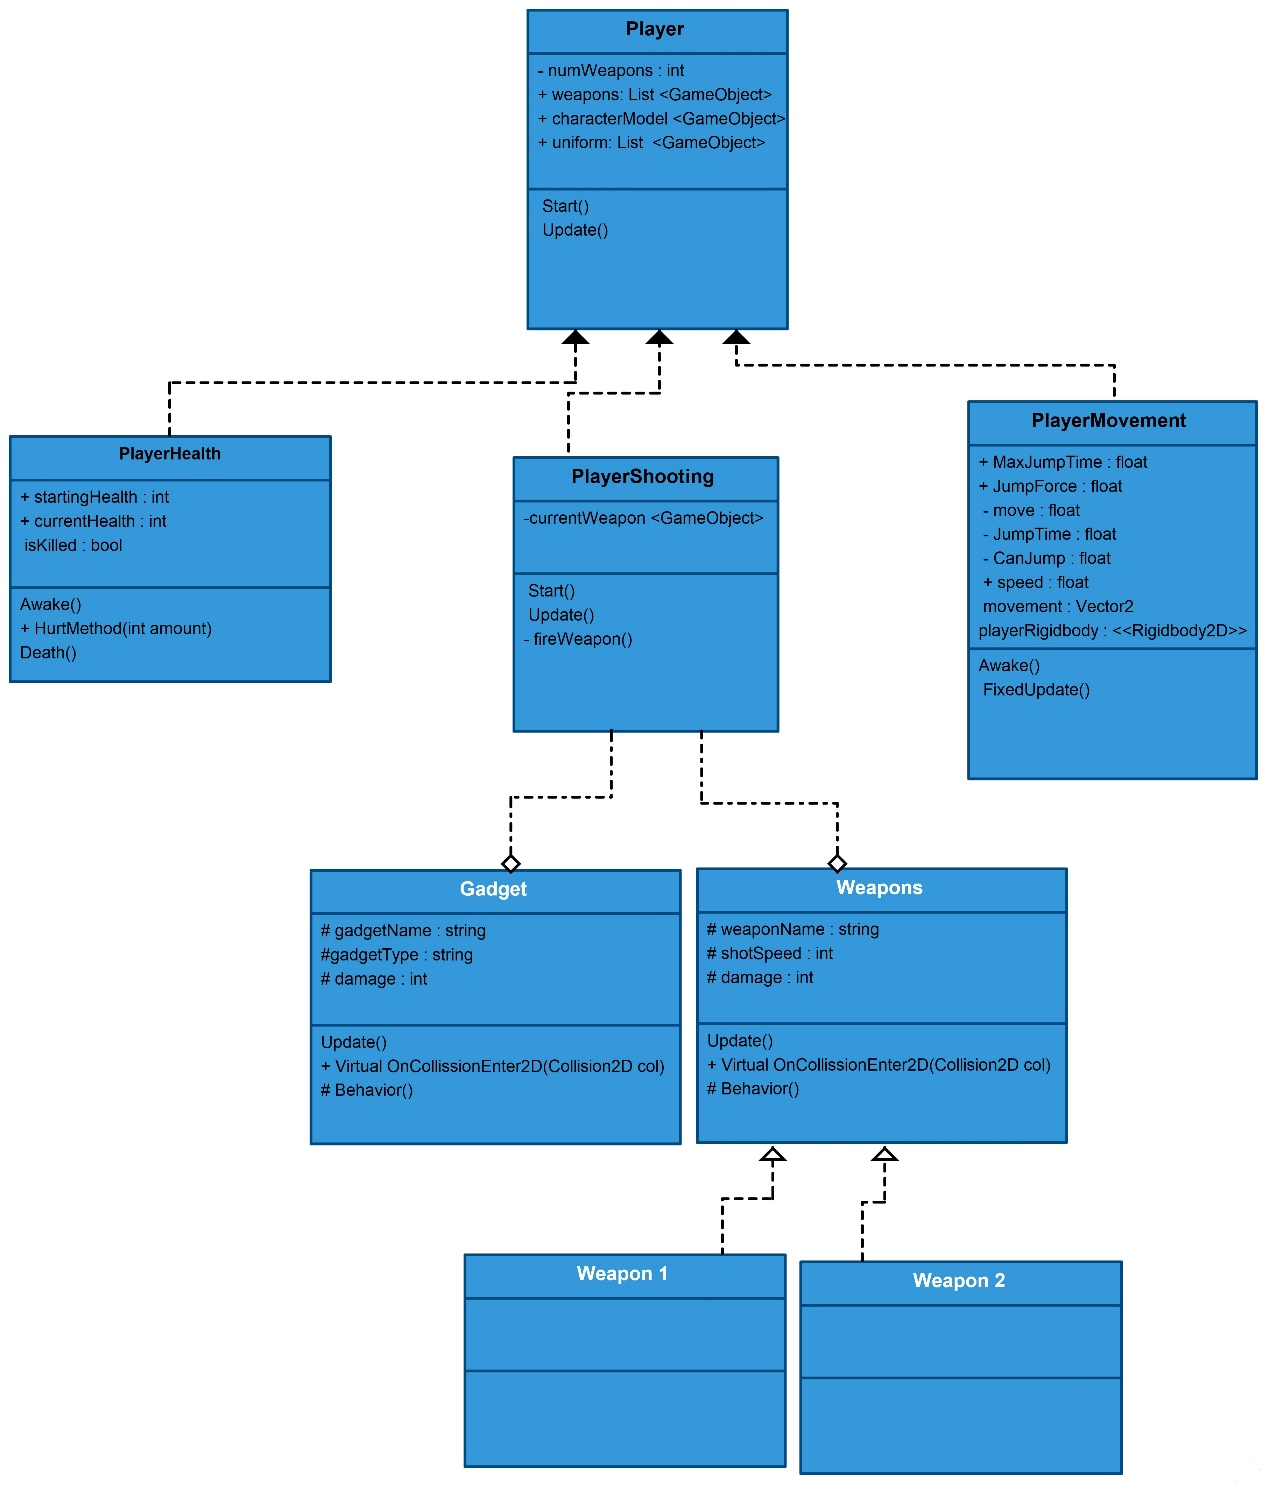 Player
- numWeapons : int
+ weapons: List <GameObject>
+ characterModel <GameObject>
+ uniform: List <GameObject>
Start()
Update()
PlayerHealth
+ startingHealth : int
+ currentHealth : int
isKilled : bool
Awake()
+ HurtMethod(int amount)
Death()
PlayerShooting
-currentWeapon <GameObject>
Start()
Update()
- fireWeapon()
PlayerMovement
+ MaxJumpTime : float
+ JumpForce : float
- move : float
- JumpTime : float
- CanJump : float
+ speed : float
movement : Vector2
playerRigidbody : <<Rigidbody2D>>
Awake()
FixedUpdate()
Gadget
# gadgetName : string
#gadgetType : string
# damage : int
Update()
+ Virtual OnCollissionEnter2D(Collision2D col)
# Behavior()
Weapons
# weaponName : string
# shotSpeed : int
# damage : int
Update()
+ Virtual OnCollissionEnter2D(Collision2D col)
# Behavior()
Weapon 1
Weapon 2